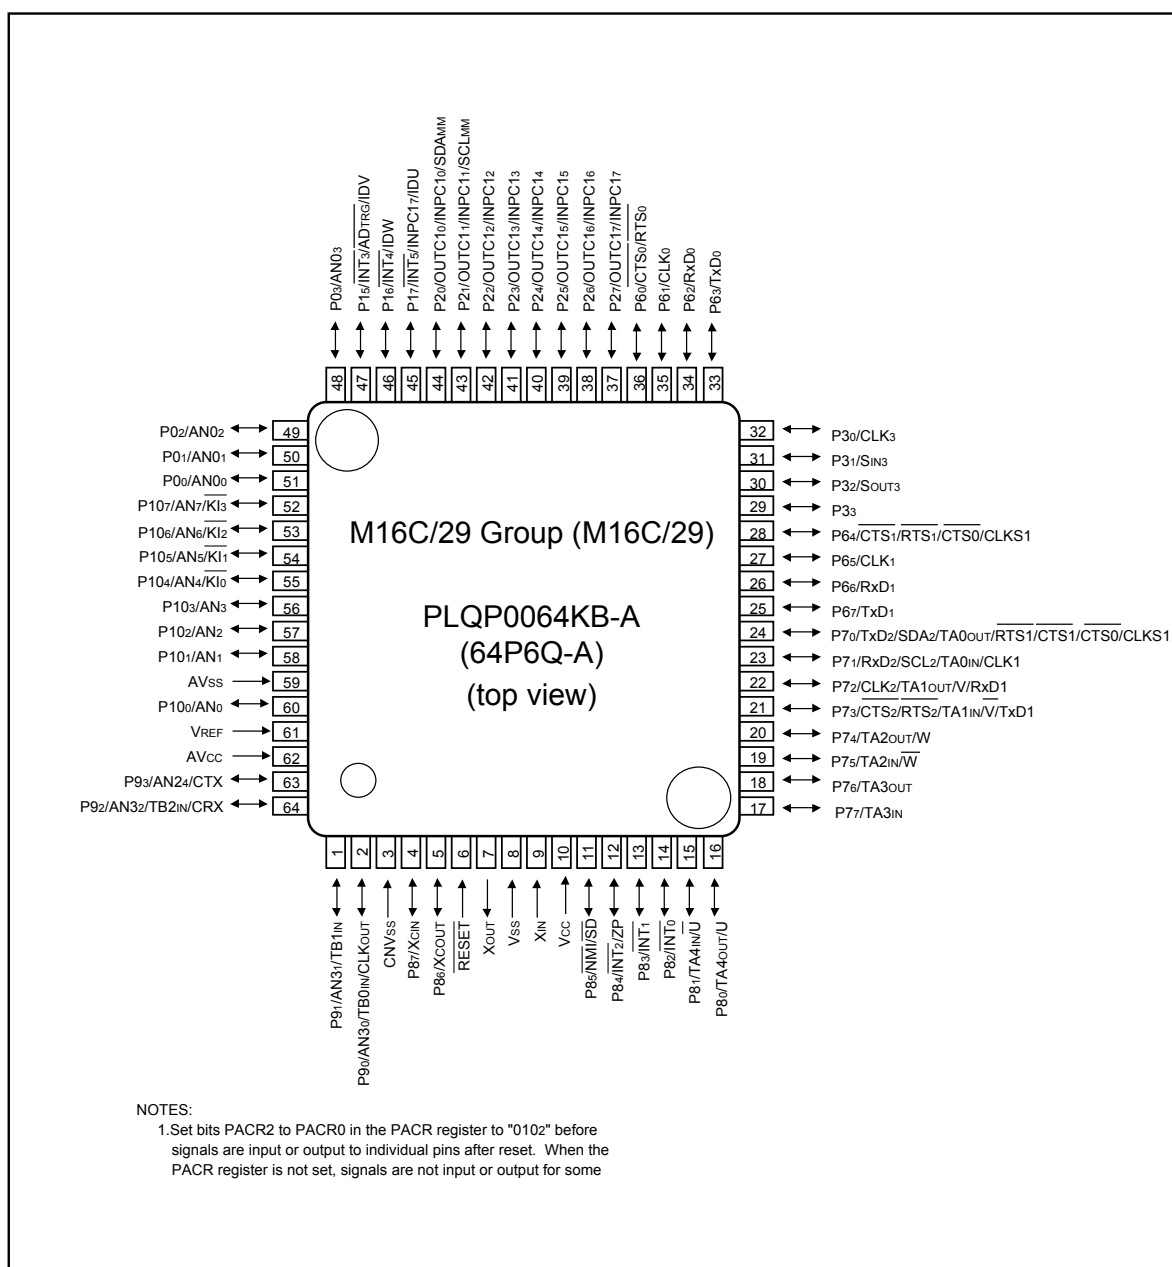 P03/AN03
P15/INT3/ADTRG/IDV
P16/INT4/IDW
P17/INT5/INPC17/IDU
P20/OUTC10/INPC10/SDAMM
P21/OUTC11/INPC11/SCLMM
P22/OUTC12/INPC12
P23/OUTC13/INPC13
P24/OUTC14/INPC14
P25/OUTC15/INPC15
P26/OUTC16/INPC16
P27/OUTC17/INPC17
P60/CTS0/RTS0
P61/CLK0
P62/RxD0
P63/TxD0
48 47 46 45 44 43 42 41 40 39 38 37 36 35 34 33
P02/AN02 49
P01/AN01 50
P00/AN00 51
P107/AN7/KI3 52
P106/AN6/KI2 53
P105/AN5/KI1 54
P104/AN4/KI0 55
P103/AN3 56
P102/AN2 57
P101/AN1 58
AVSS 59
P100/AN0 60
VREF 61
AVCC 62
P93/AN24/CTX 63
P92/AN32/TB2IN/CRX 64
M16C/29 Group (M16C/29)
PLQP0064KB-A
(64P6Q-A)
(top view)
32 P30/CLK3
31 P31/SIN3
30 P32/SOUT3
29 P33
28 P64/CTS1/RTS1/CTS0/CLKS1
27 P65/CLK1
26 P66/RxD1
25 P67/TxD1
24 P70/TxD2/SDA2/TA0OUT/RTS1/CTS1/CTS0/CLKS1
23 P71/RxD2/SCL2/TA0IN/CLK1
22 P72/CLK2/TA1OUT/V/RxD1
21 P73/CTS2/RTS2/TA1IN/V/TxD1
20 P74/TA2OUT/W
19 P75/TA2IN/W
18 P76/TA3OUT
17 P77/TA3IN
1 2 3 4 5 6 7 8 9 10 11 12 13 14 15 16
P91/AN31/TB1IN
P90/AN30/TB0IN/CLKOUT
CNVSS
P87/XCIN
P86/XCOUT
RESET
XOUT
VSS
XIN
VCC
P85/NMI/SD
P84/INT2/ZP
P83/INT1
P82/INT0
P81/TA4IN/U
P80/TA4OUT/U
NOTES:
1.Set bits PACR2 to PACR0 in the PACR register to "0102" before
signals are input or output to individual pins after reset. When the
PACR register is not set, signals are not input or output for some